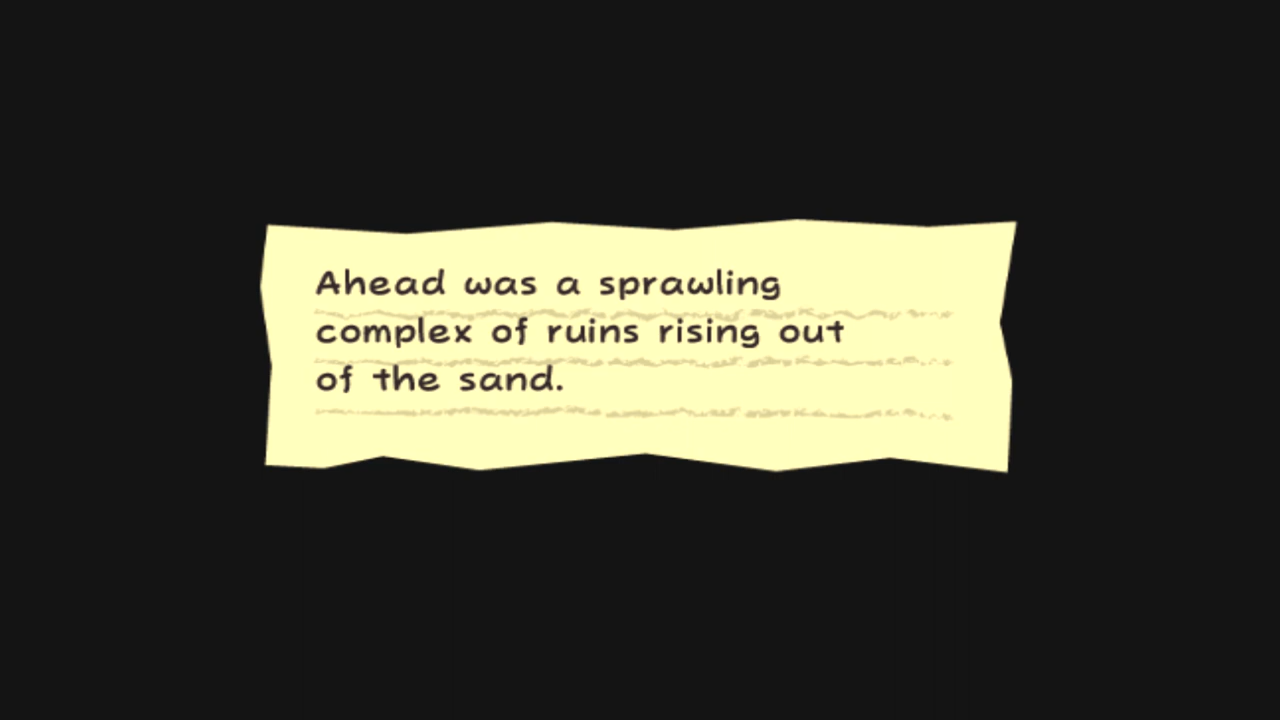 Ahead was a sprawling
complex of ruins rising out
of the sand.